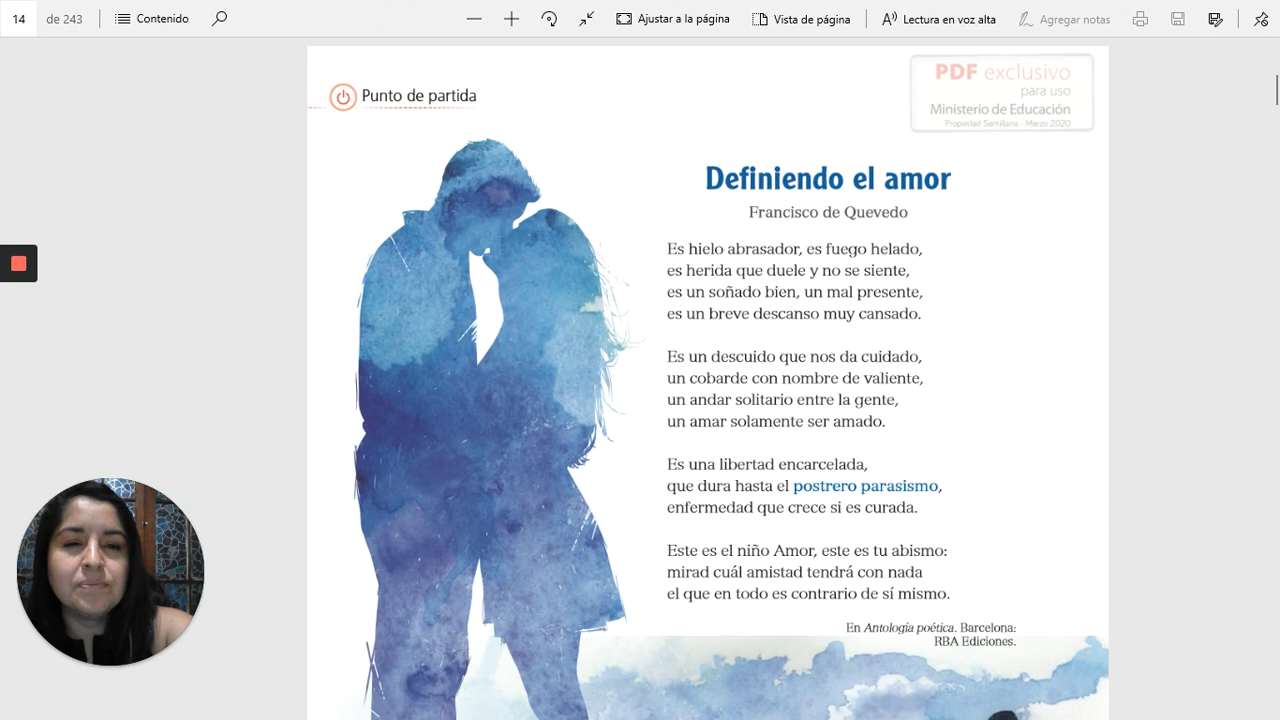 14 de 243 Contenido Ajustar a la página Vista de página Lectura en voz alta Agregar notas
Punto de partida
PDF exclusivo
para uso
Ministerio de Educación
Propiedad Santillana - Marzo 2020
Definiendo el amor
Francisco de Quevedo
Es hielo abrasador, es fuego helado,
es herida que duele y no se siente,
es un soñado bien, un mal presente,
es un breve descanso muy cansado.
Es un descuido que nos da cuidado,
un cobarde con nombre de valiente,
un andar solitario entre la gente,
un amar solamente ser amado.
Es una libertad encarcelada,
que dura hasta el postrero parasismo,
enfermedad que crece si es curada.
Este es el niño Amor, este es tu abismo:
mirad cuál amistad tendrá con nada
el que en todo es contrario de sí mismo.
En Antología poética. Barcelona:
RBA Ediciones.